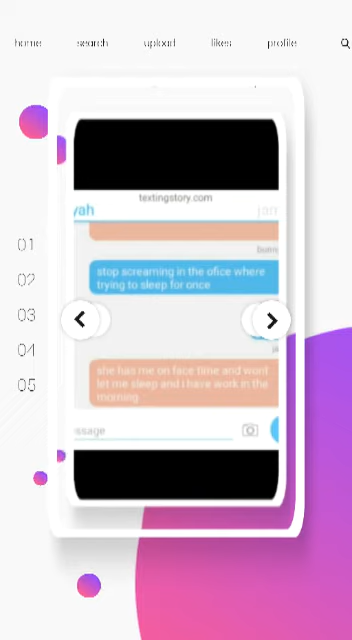 home search upload likes profile
textingstory.com
yah jan
bunn
01
stop screaming in the ofice where
trying to sleep for once
02
03
04
she has me on face time and wont
let me sleep and i have work in the
morning
05
ssage